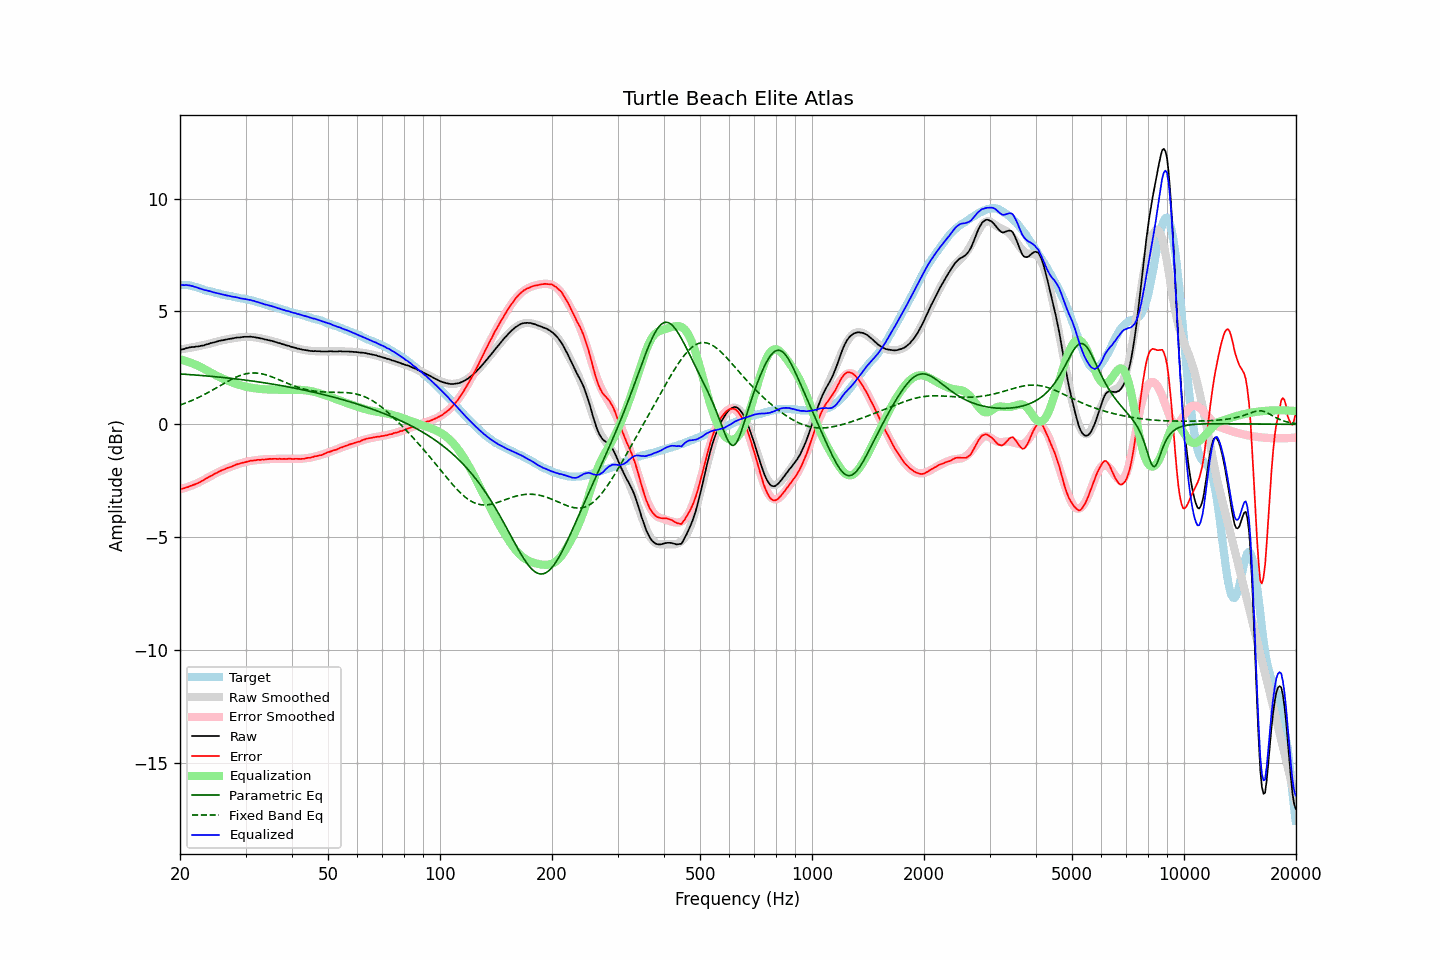 Turtle Beach Elite Atlas
Amplitude (dBr)
10
5
0
−5
−10
−15
Target
Raw Smoothed
Error Smoothed
Raw
Error
Equalization
Parametric Eq
Fixed Band Eq
Equalized
20 50 100 200 500 1000 2000 5000 10000 20000
Frequency (Hz)